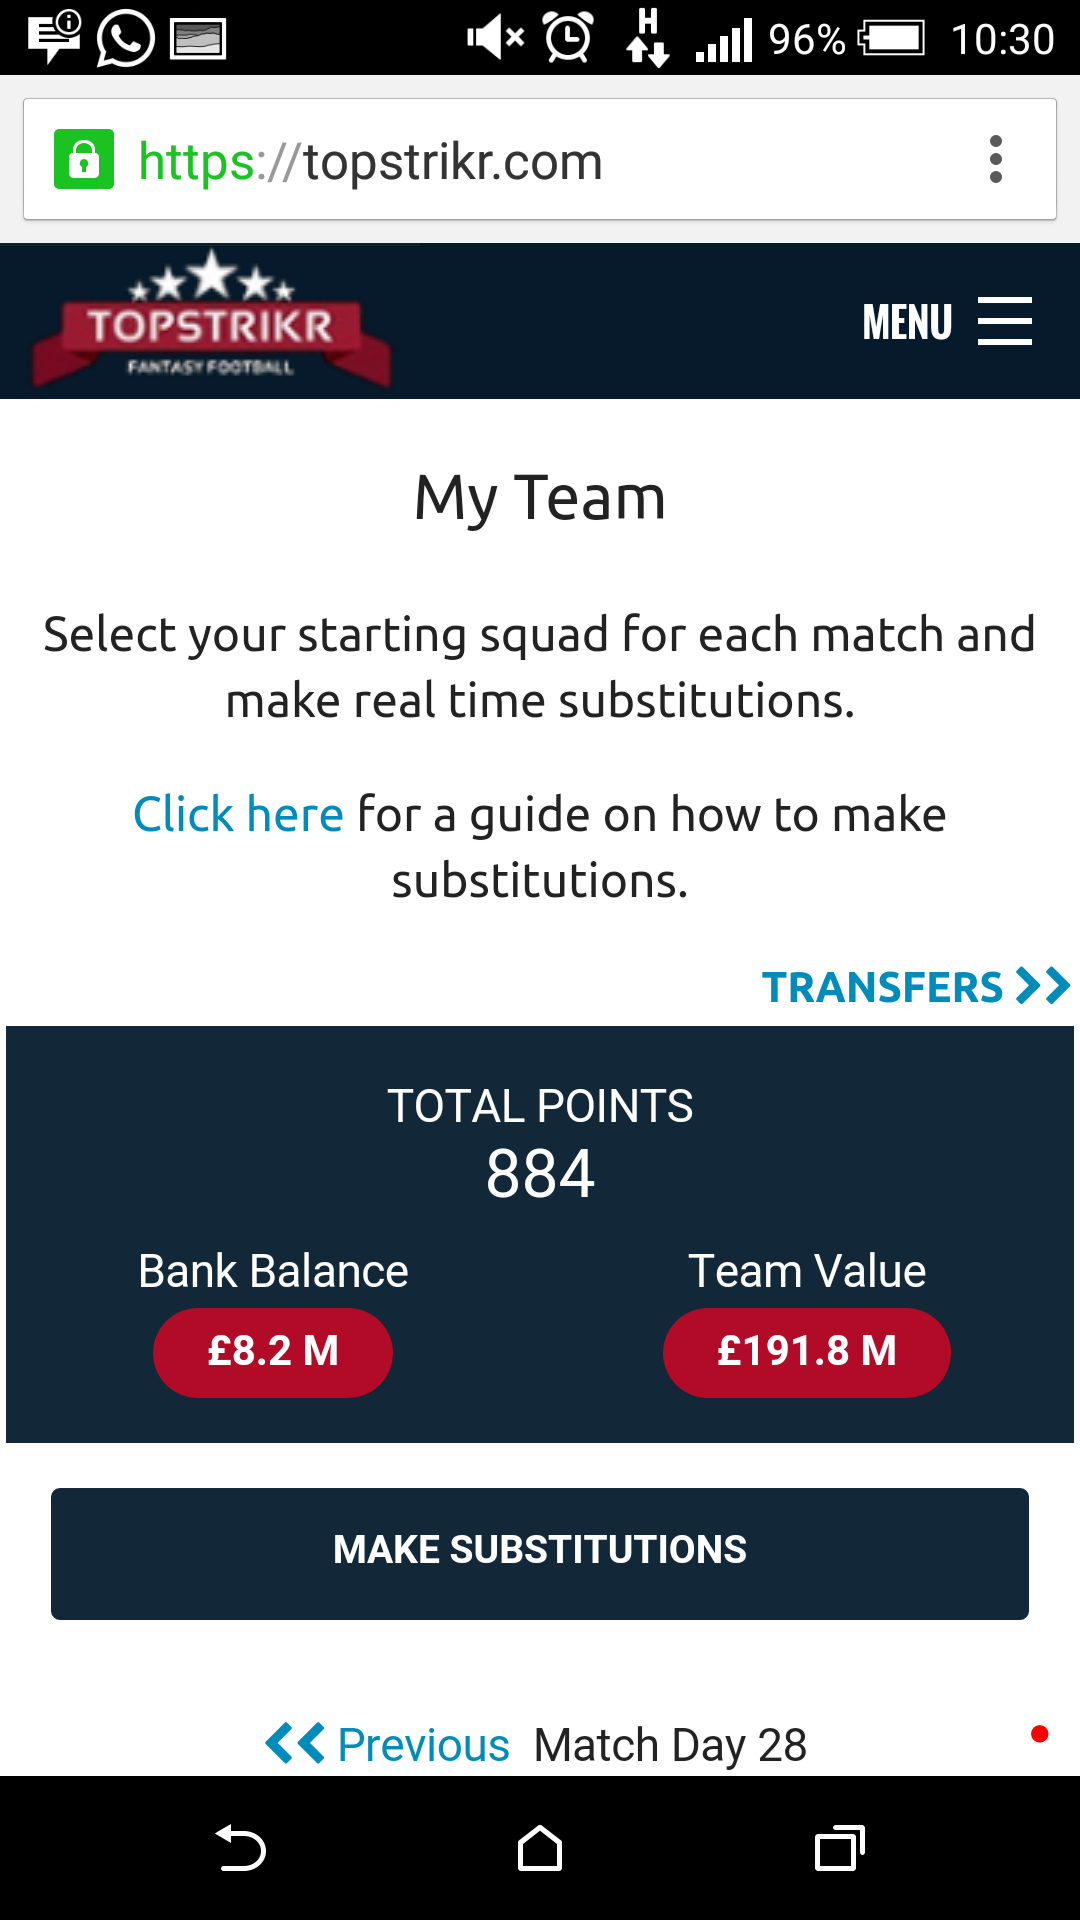 H 96% 10:30
https://topstrikr.com
TOPSTRIKR
FANTASY FOOTBALL
MENU
My Team
Select your starting squad for each match and
make real time substitutions.
Click here for a guide on how to make
substitutions.
TRANSFERS
TOTAL POINTS
884
Bank Balance Team Value
£8.2 M £191.8 M
MAKE SUBSTITUTIONS
Previous Match Day 28